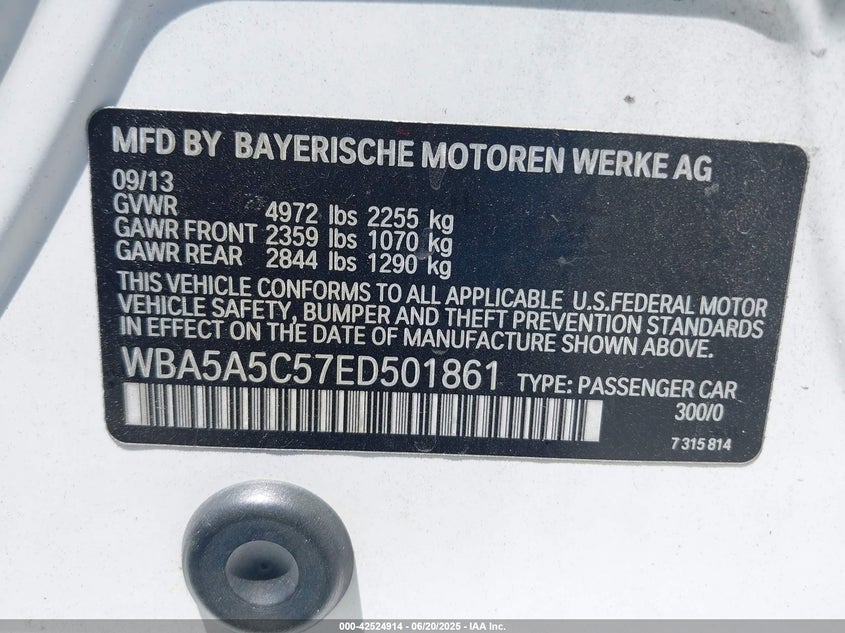 MFD BY BAYERISCHE MOTOREN WERKE AG
09/13
GVWR 4972 lbs 2255 kg
GAWR FRONT 2359 lbs 1070 kg
GAWR REAR 2844 lbs 1290 kg
THIS VEHICLE CONFORMS TO ALL APPLICABLE U.S.FEDERAL MOTOR
VEHICLE SAFETY, BUMPER AND THEFT PREVENTION STANDARDS
IN EFFECT ON THE DATE OF MANUFACTURE SHOWN ABOVE.
WBA5A5C57ED501861 TYPE: PASSENGER CAR
300/0
7 315 814
000-42524914 - 06/20/2025 - IAA Inc.